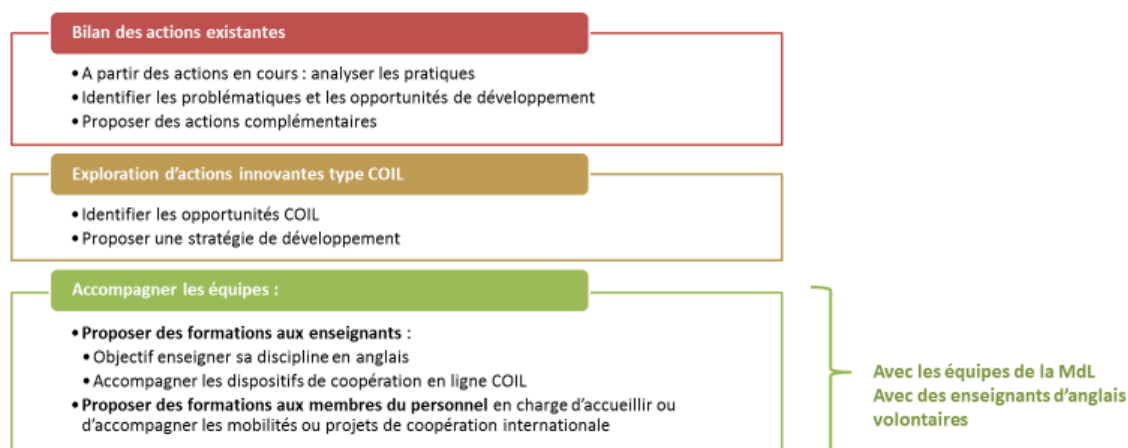 Bilan des actions existantes
• A partir des actions en cours : analyser les pratiques
• Identifier les problématiques et les opportunités de développement
• Proposer des actions complémentaires
Exploration d'actions innovantes type COIL
• Identifier les opportunités COIL
• Proposer une stratégie de développement
Accompagner les équipes :
• Proposer des formations aux enseignants :
• Objectif enseigner sa discipline en anglais
• Accompagner les dispositifs de coopération en ligne COIL
• Proposer des formations aux membres du personnel en charge d'accueillir ou
d'accompagner les mobilités ou projets de coopération internationale
Avec les équipes de la MdL
Avec des enseignants d'anglais
volontaires